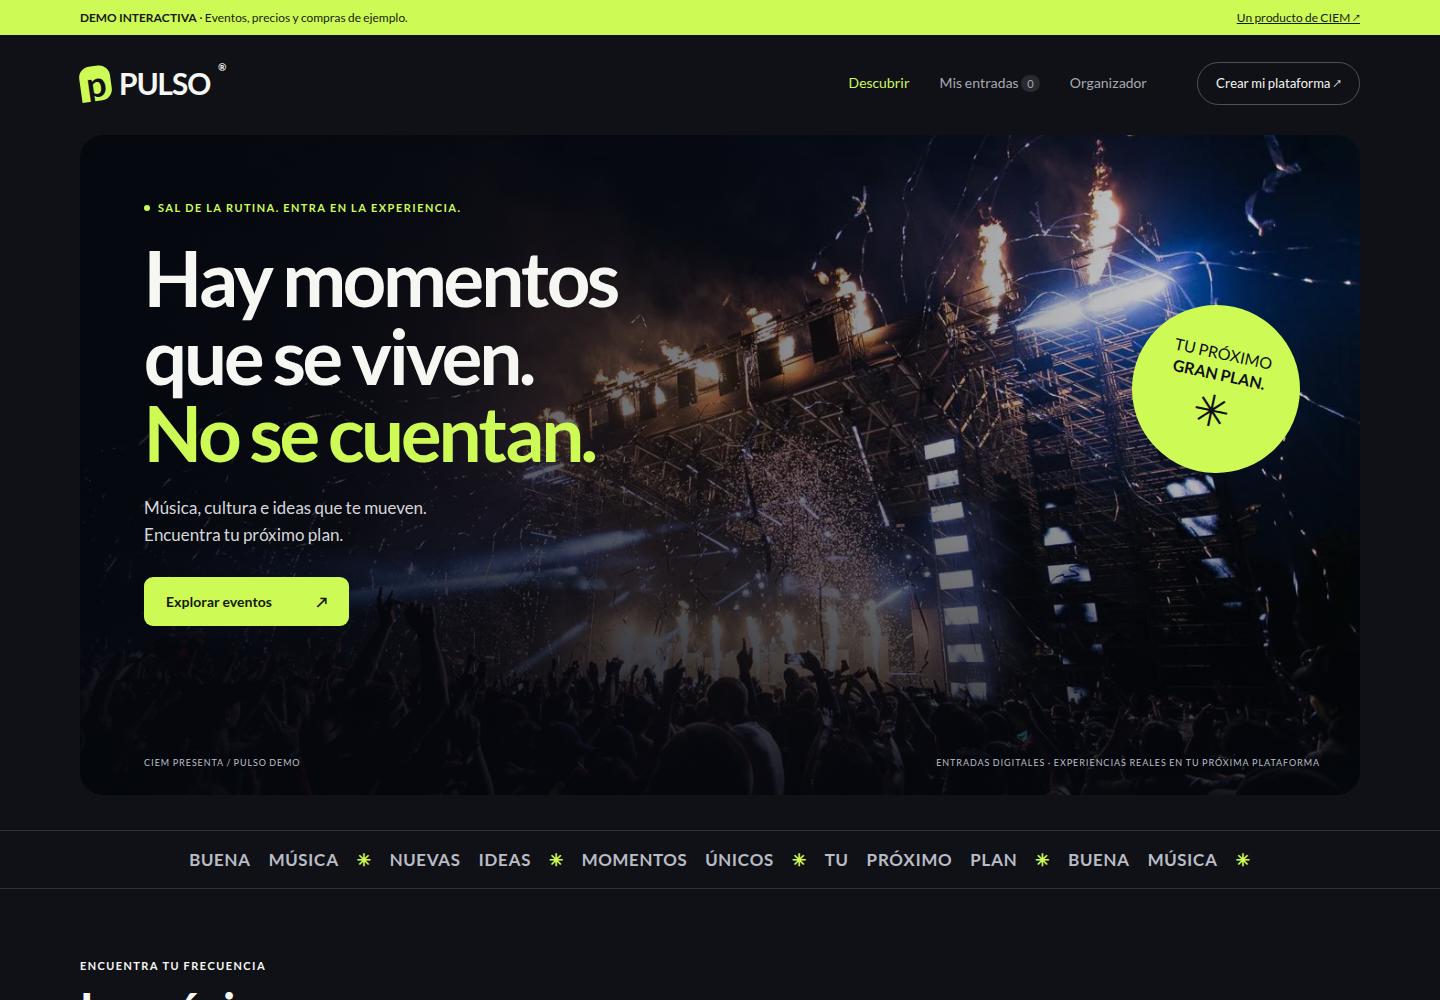 DEMO INTERACTIVA · Eventos, precios y compras de ejemplo.
Un producto de CIEM ↗
p PULSO ®
Descubrir
Mis entradas 0
Organizador
Crear mi plataforma ↗
SAL DE LA RUTINA. ENTRA EN LA EXPERIENCIA.
Hay momentos
que se viven.
No se cuentan.
TU PRÓXIMO
GRAN PLAN.
Música, cultura e ideas que te mueven.
Encuentra tu próximo plan.
Explorar eventos ↗
CIEM PRESENTA / PULSO DEMO
ENTRADAS DIGITALES · EXPERIENCIAS REALES EN TU PRÓXIMA PLATAFORMA
BUENA MÚSICA ✳ NUEVAS IDEAS ✳ MOMENTOS ÚNICOS ✳ TU PRÓXIMO PLAN ✳ BUENA MÚSICA ✳
ENCUENTRA TU FRECUENCIA